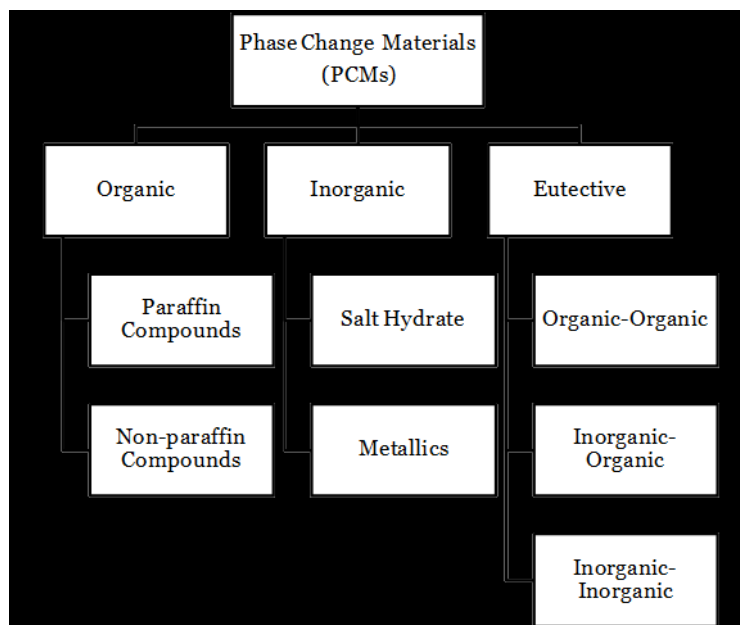 Phase Change Materials
(PCMs)
Organic
Inorganic
Eutective
Paraffin
Compounds
Salt Hydrate
Organic-Organic
Non-paraffin
Compounds
Metallics
Inorganic-
Organic
Inorganic-
Inorganic